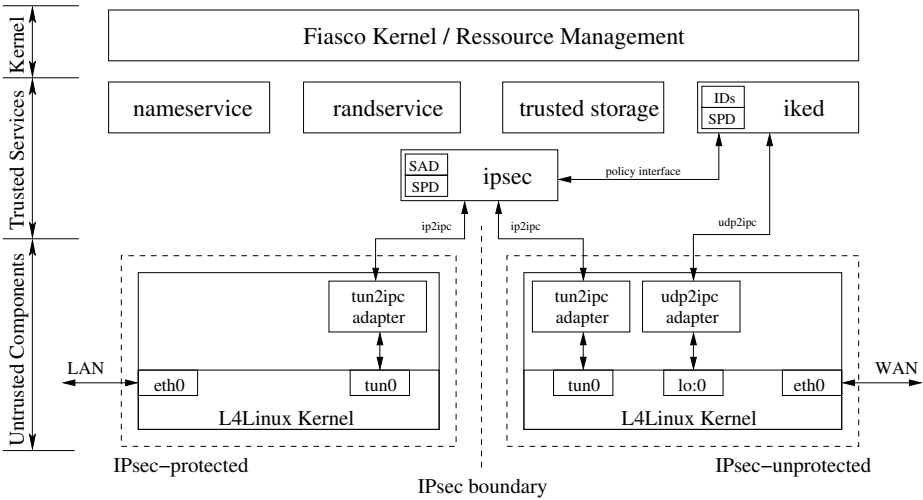 Kernel
Fiasco Kernel / Ressource Management
Trusted Services
nameservice
randservice
trusted storage
IDs
SPD
iked
SAD
SPD
ipsec
policy interface
ip2ipc
ip2ipc
udp2ipc
Untrusted Components
tun2ipc
adapter
tun2ipc
adapter
udp2ipc
adapter
LAN
eth0
tun0
tun0
lo:0
eth0
WAN
L4Linux Kernel
L4Linux Kernel
IPsec−protected
IPsec−unprotected
IPsec boundary